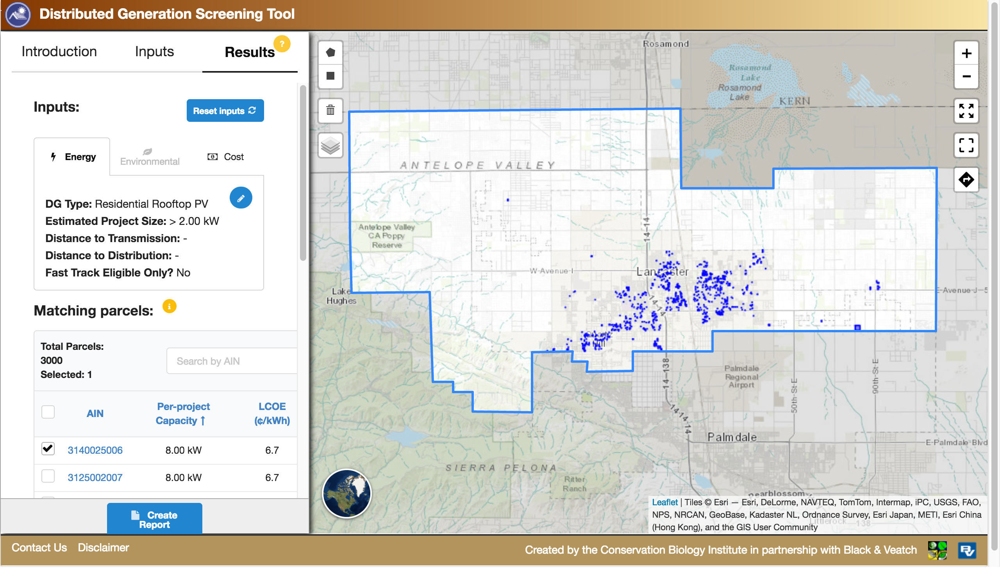 Distributed Generation Screening Tool
Introduction
Inputs
Results
?
Inputs:
Reset inputs
Energy
Environmental
Cost
DG Type: Residential Rooftop PV
Estimated Project Size: > 2.00 kW
Distance to Transmission: -
Distance to Distribution: -
Fast Track Eligible Only? No
Matching parcels:
i
Total Parcels:
3000
Selected: 1
Search by AIN
AIN
Per-project
Capacity ↑
LCOE
(¢/kWh)
3140025006
8.00 kW
6.7
3125002007
8.00 kW
6.7
Create
Report
Rosamond
Rosamond
Lake
Rosamond
Lake
KERN
ANTELOPE VALLEY
Antelope Valley
CA Poppy
Reserve
14-14
W-Avenue-I
Lancaster
Lake
Hughes
E-Avenue-J-5
14-14
Quartz
Hill
Palmdale
Regional
Airport
14-138
50th-St-E
90th-St-E
14-14-14
Palmdale
E-Palmdale-Blvd
SIERRA PELONA
Ritter
Ranch
Pearblossom
Littlerock
138
+
−
Leaflet | Tiles © Esri — Esri, DeLorme, NAVTEQ, TomTom, Intermap, iPC, USGS, FAO,
NPS, NRCAN, GeoBase, Kadaster NL, Ordnance Survey, Esri Japan, METI, Esri China
(Hong Kong), and the GIS User Community
Contact Us
Disclaimer
Created by the Conservation Biology Institute in partnership with Black & Veatch